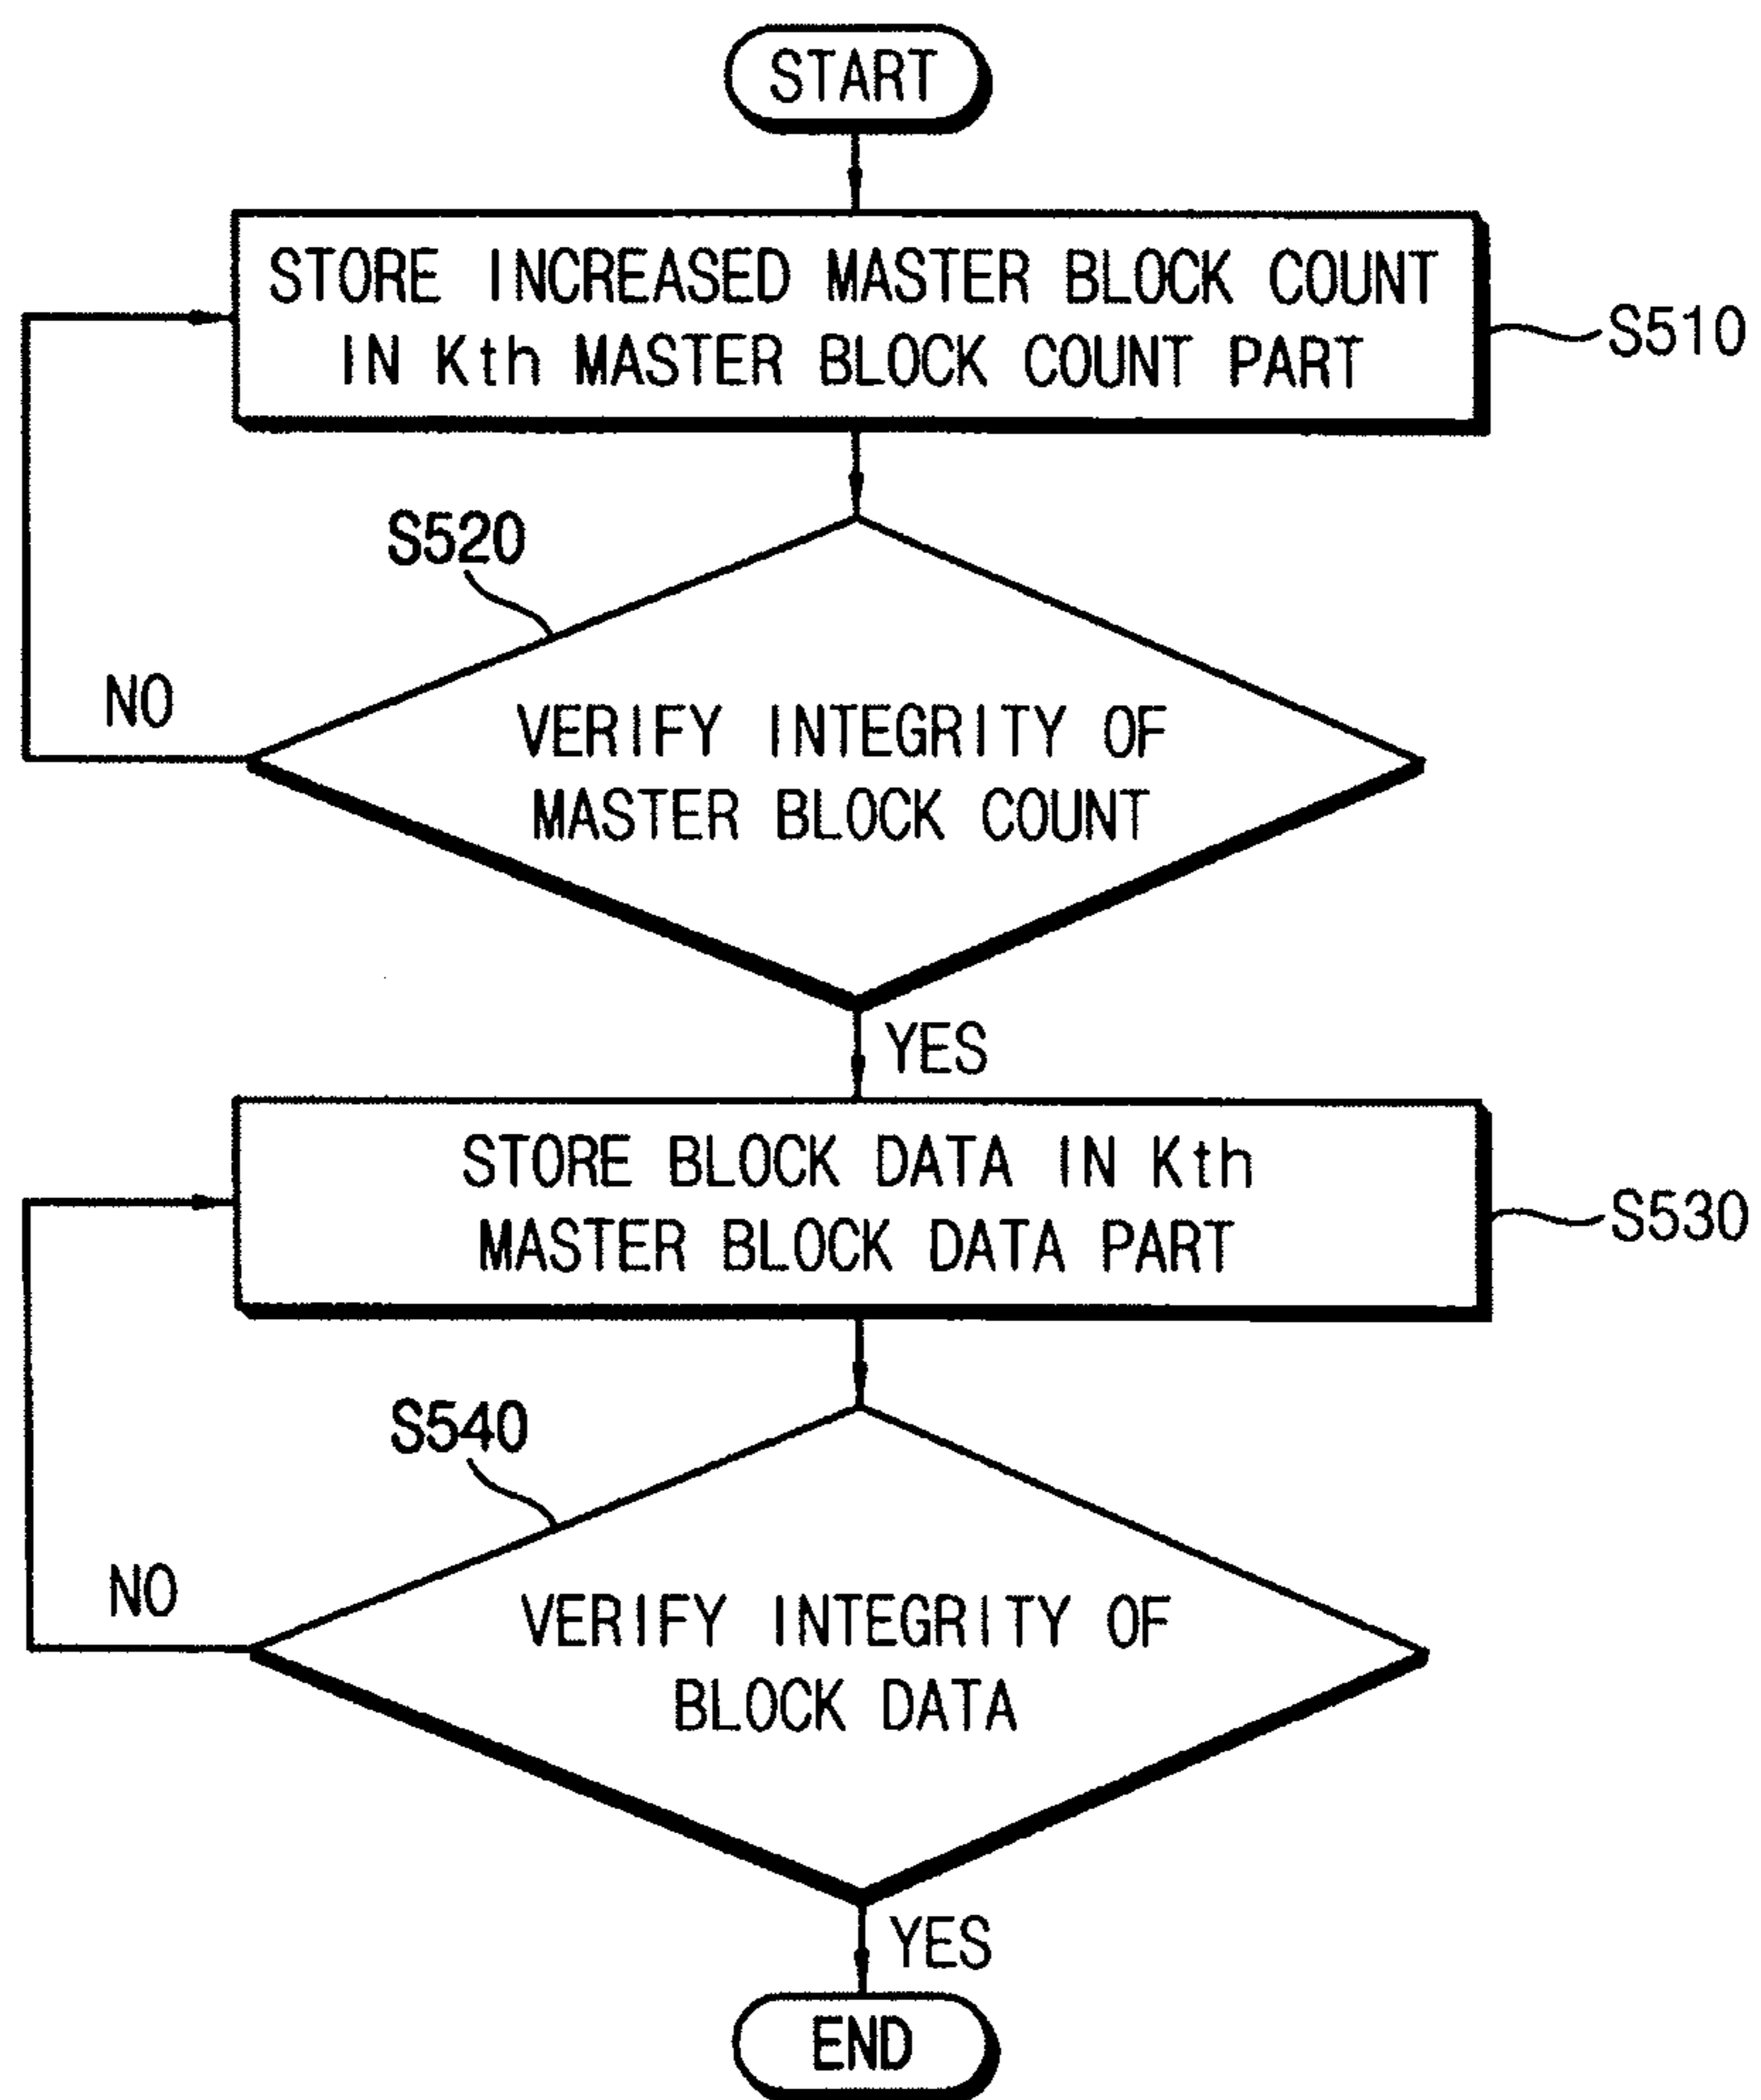 START
STORE INCREASED MASTER BLOCK COUNT
IN Kth MASTER BLOCK COUNT PART
S510
S520
NO
VERIFY INTEGRITY OF
MASTER BLOCK COUNT
YES
STORE BLOCK DATA IN Kth
MASTER BLOCK DATA PART
S530
S540
NO
VERIFY INTEGRITY OF
BLOCK DATA
YES
END